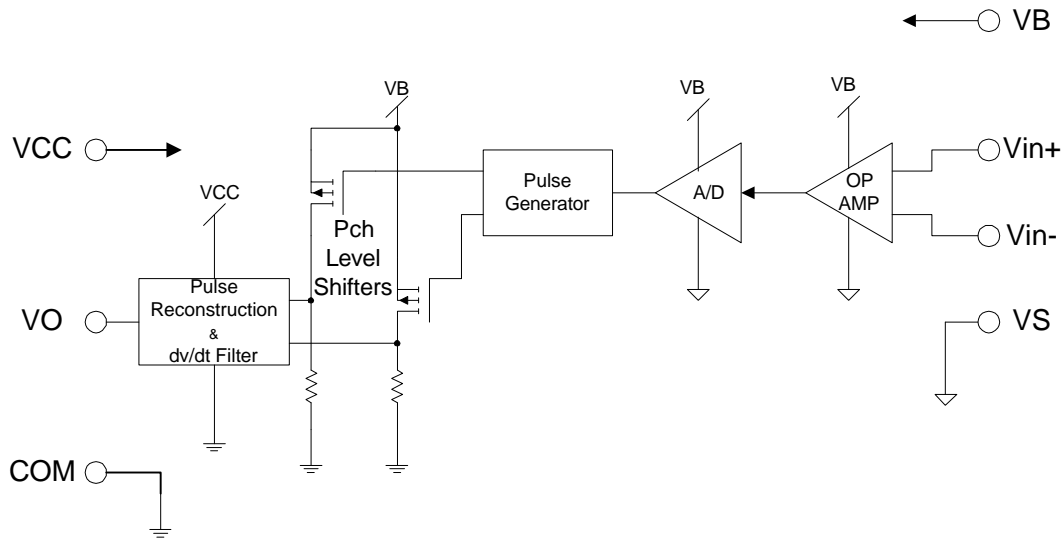 VB
VB
VB
VB
VCC
Vin+
Vin-
Pulse
Generator
A/D
OP
AMP
VCC
Pch
Level
Shifters
Pulse
Reconstruction
&
dv/dt Filter
VO
VS
COM